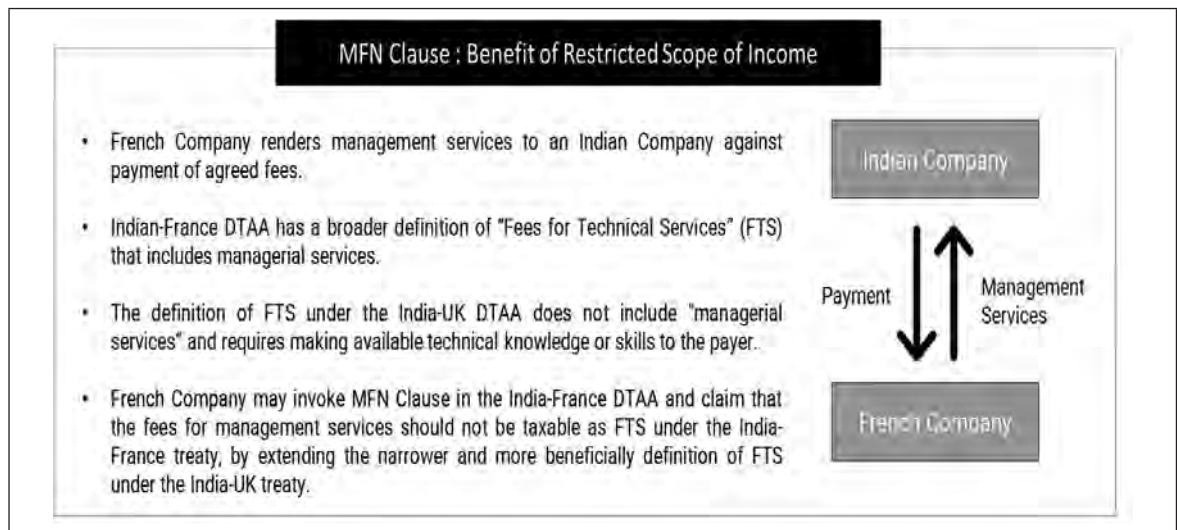 MFN Clause : Benefit of Restricted Scope of Income
• French Company renders management services to an Indian Company against
payment of agreed fees.
• Indian-France DTAA has a broader definition of "Fees for Technical Services" (FTS)
that includes managerial services.
• The definition of FTS under the India-UK DTAA does not include "managerial
services" and requires making available technical knowledge or skills to the payer.
• French Company may invoke MFN Clause in the India-France DTAA and claim that
the fees for management services should not be taxable as FTS under the India-
France treaty, by extending the narrower and more beneficially definition of FTS
under the India-UK treaty.
Indian Company
Payment
Management
Services
French Company